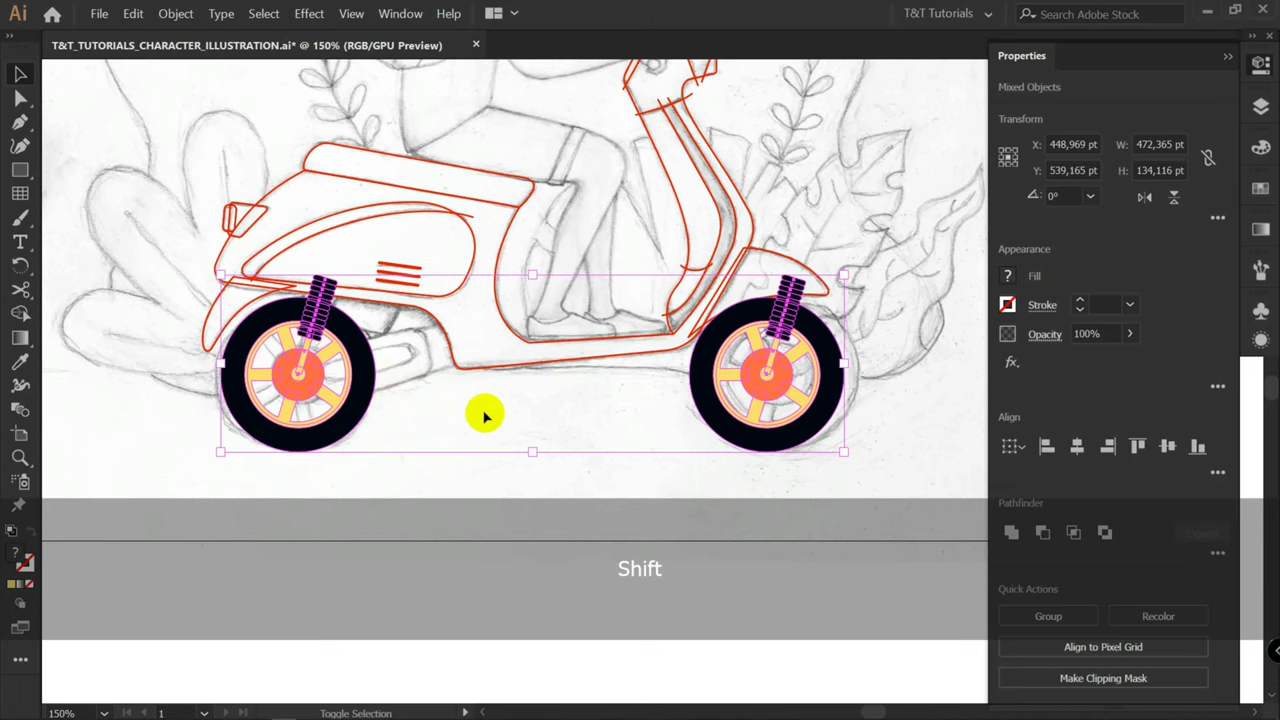 Ai File Edit Object Type Select Effect View Window Help T&T Tutorials Search Adobe Stock
T&T_TUTORIALS_CHARACTER_ILLUSTRATION.ai* @ 150% (RGB/GPU Preview)
Properties
Mixed Objects
Transform
X: 448,969 pt W: 472,365 pt
Y: 539,165 pt H: 134,116 pt
0°
Appearance
? Fill
Stroke
Opacity 100%
fx.
Align
Pathfinder
Expand
Shift
Quick Actions
Group Recolor
Align to Pixel Grid
Make Clipping Mask
150% 1 Toggle Selection